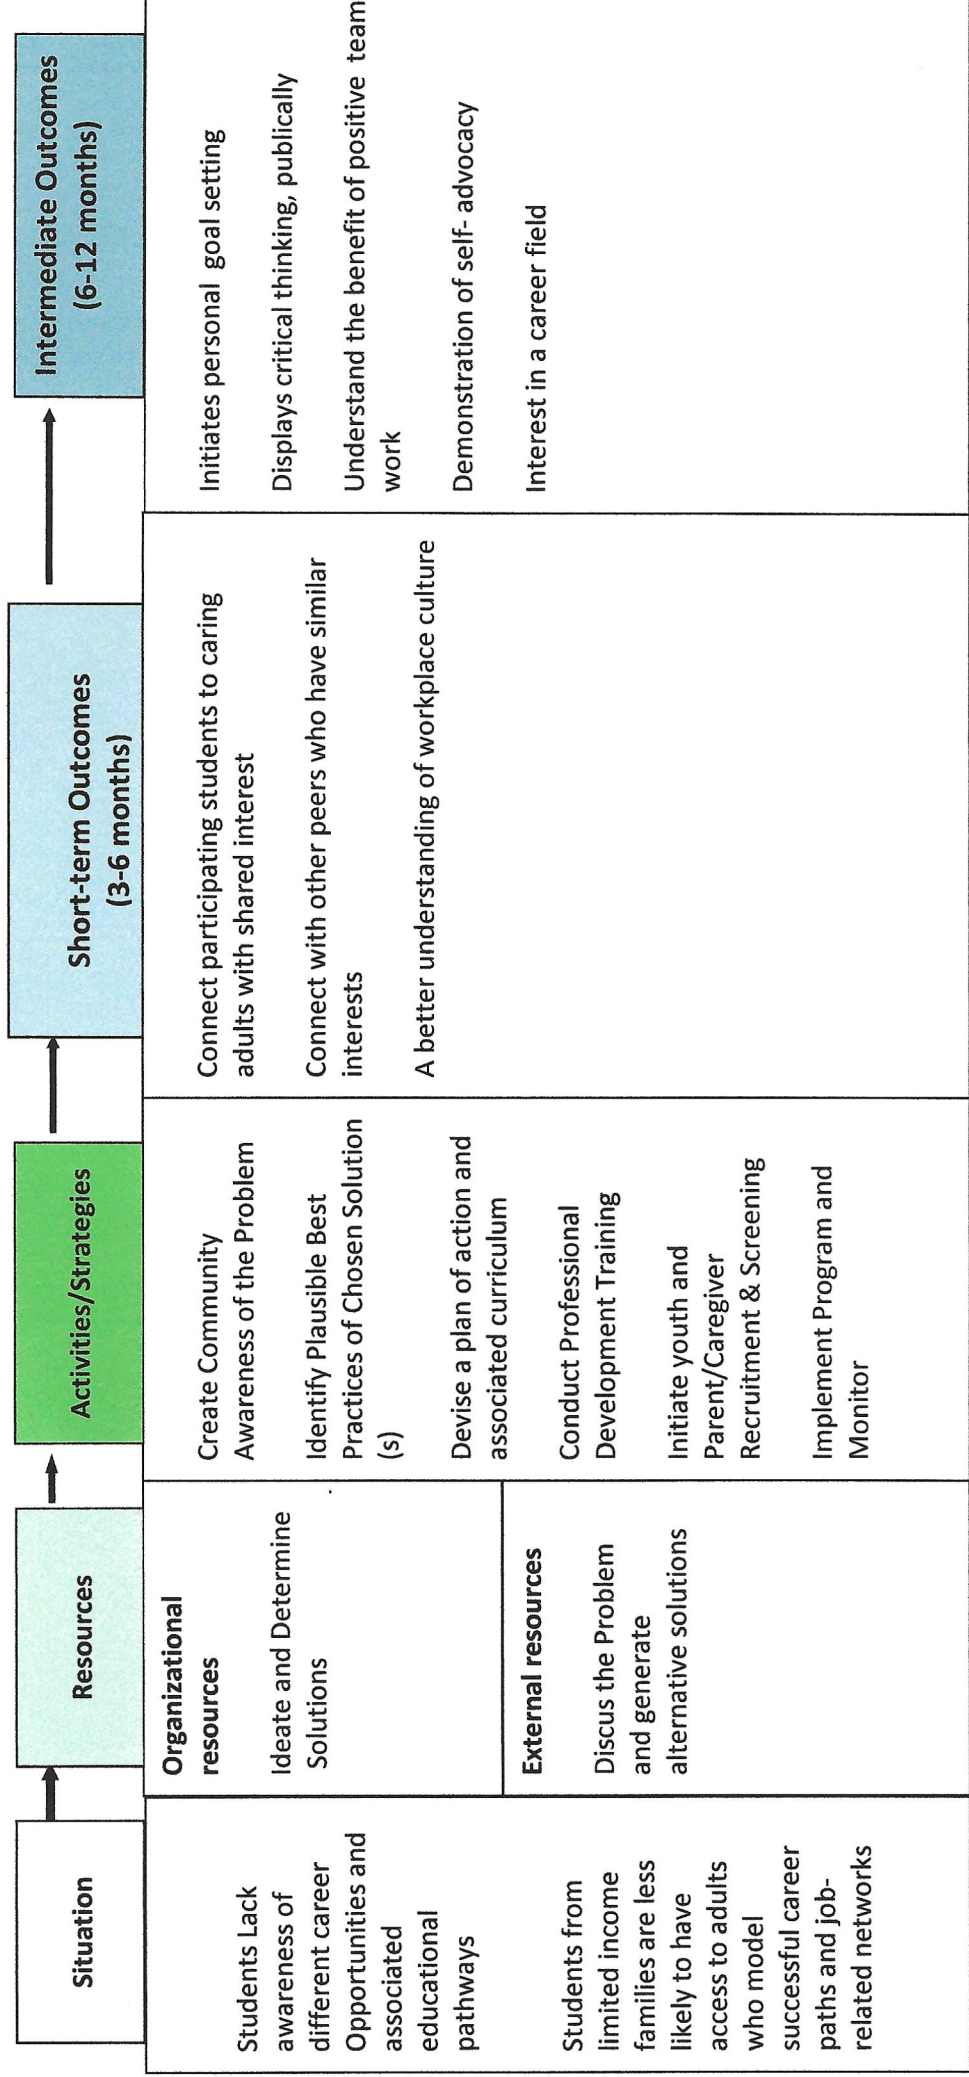 Situation
Resources
Activities/Strategies
Short-term Outcomes
(3-6 months)
Intermediate Outcomes
(6-12 months)
Students Lack
awareness of
different career
Opportunities and
associated
educational
pathways
Students from
limited income
families are less
likely to have
access to adults
who model
successful career
paths and job-
related networks
Organizational
resources
Ideate and Determine
Solutions
External resources
Discus the Problem
and generate
alternative solutions
Create Community
Awareness of the Problem
Identify Plausible Best
Practices of Chosen Solution
(s)
Devise a plan of action and
associated curriculum
Conduct Professional
Development Training
Initiate youth and
Parent/Caregiver
Recruitment & Screening
Implement Program and
Monitor
Connect participating students to caring
adults with shared interest
Connect with other peers who have similar
interests
A better understanding of workplace culture
Initiates personal goal setting
Displays critical thinking, publically
Understand the benefit of positive team
work
Demonstration of self- advocacy
Interest in a career field